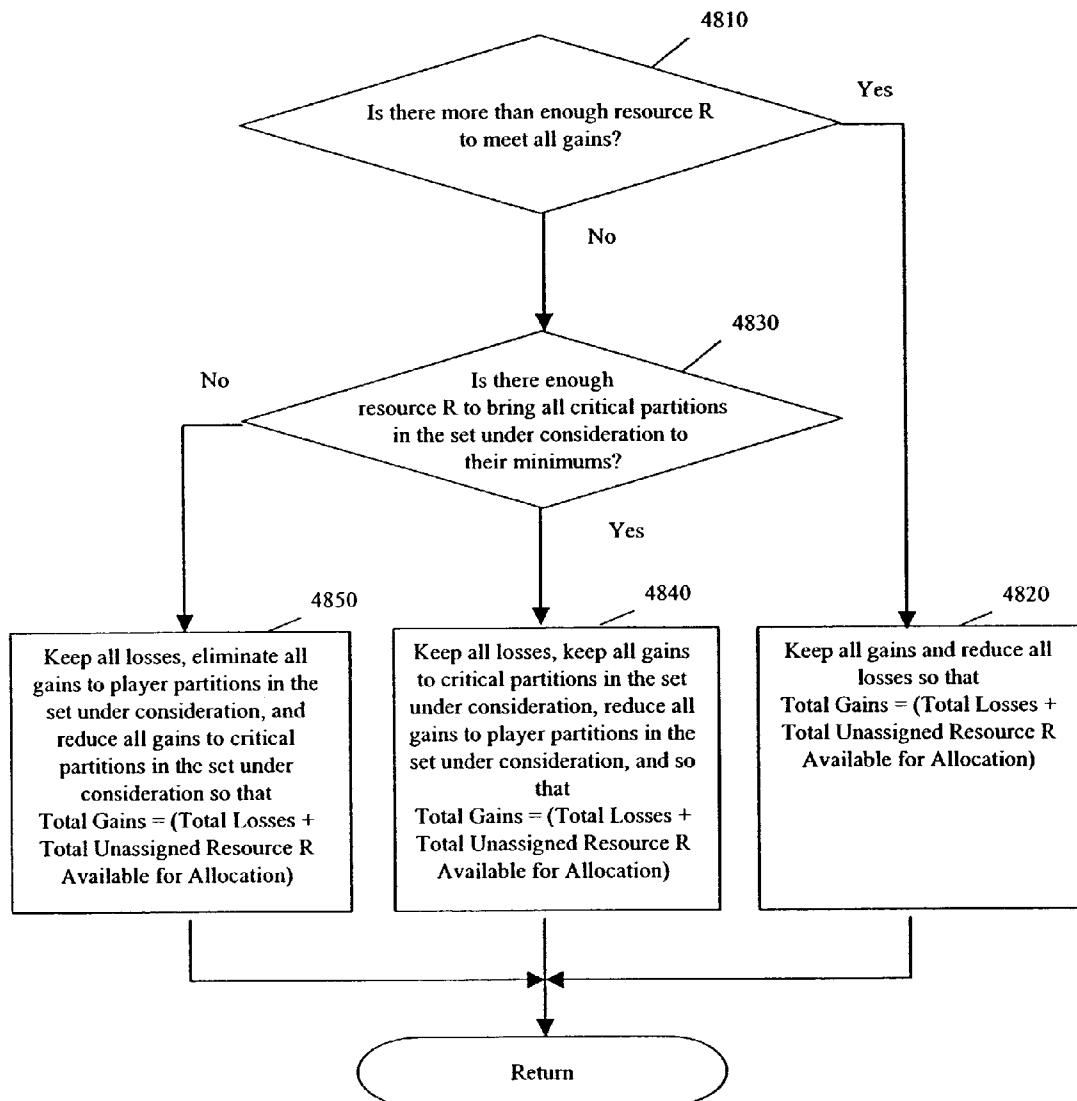 4810
Is there more than enough resource R
to meet all gains?
Yes
No
4830
Is there enough
resource R to bring all critical partitions
in the set under consideration to
their minimums?
No
Yes
4850
Keep all losses, eliminate all
gains to player partitions in the
set under consideration, and
reduce all gains to critical
partitions in the set under
consideration so that
Total Gains = (Total Losses +
Total Unassigned Resource R
Available for Allocation)
4840
Keep all losses, keep all gains
to critical partitions in the set
under consideration, reduce all
gains to player partitions in the
set under consideration, and so
that
Total Gains = (Total Losses +
Total Unassigned Resource R
Available for Allocation)
4820
Keep all gains and reduce all
losses so that
Total Gains = (Total Losses +
Total Unassigned Resource R
Available for Allocation)
Return